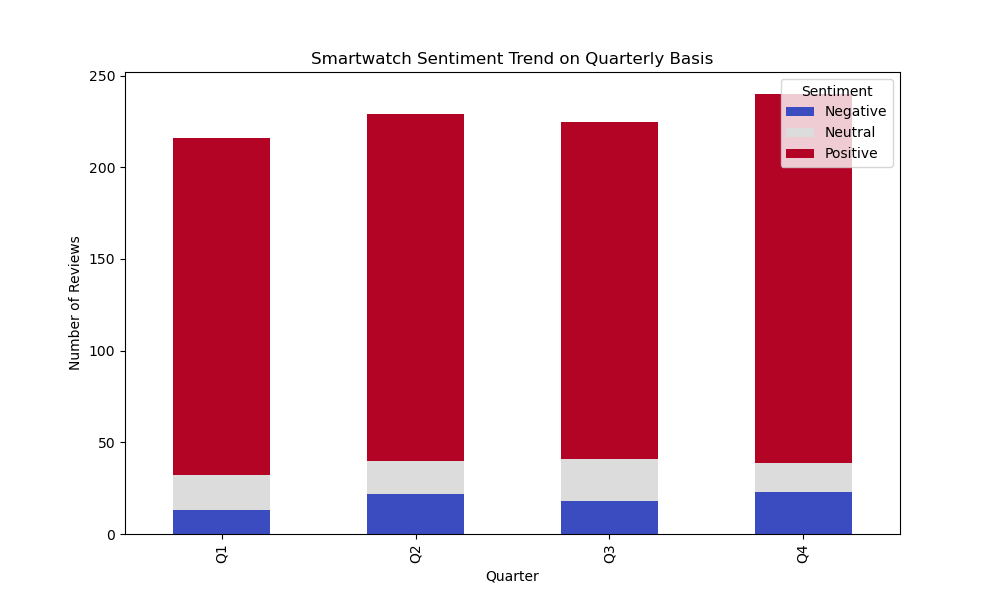 Smartwatch Sentiment Trend on Quarterly Basis
250
200
150
100
50
0
Number of Reviews
Sentiment
Negative
Neutral
Positive
Q1
Q2
Q3
Q4
Quarter